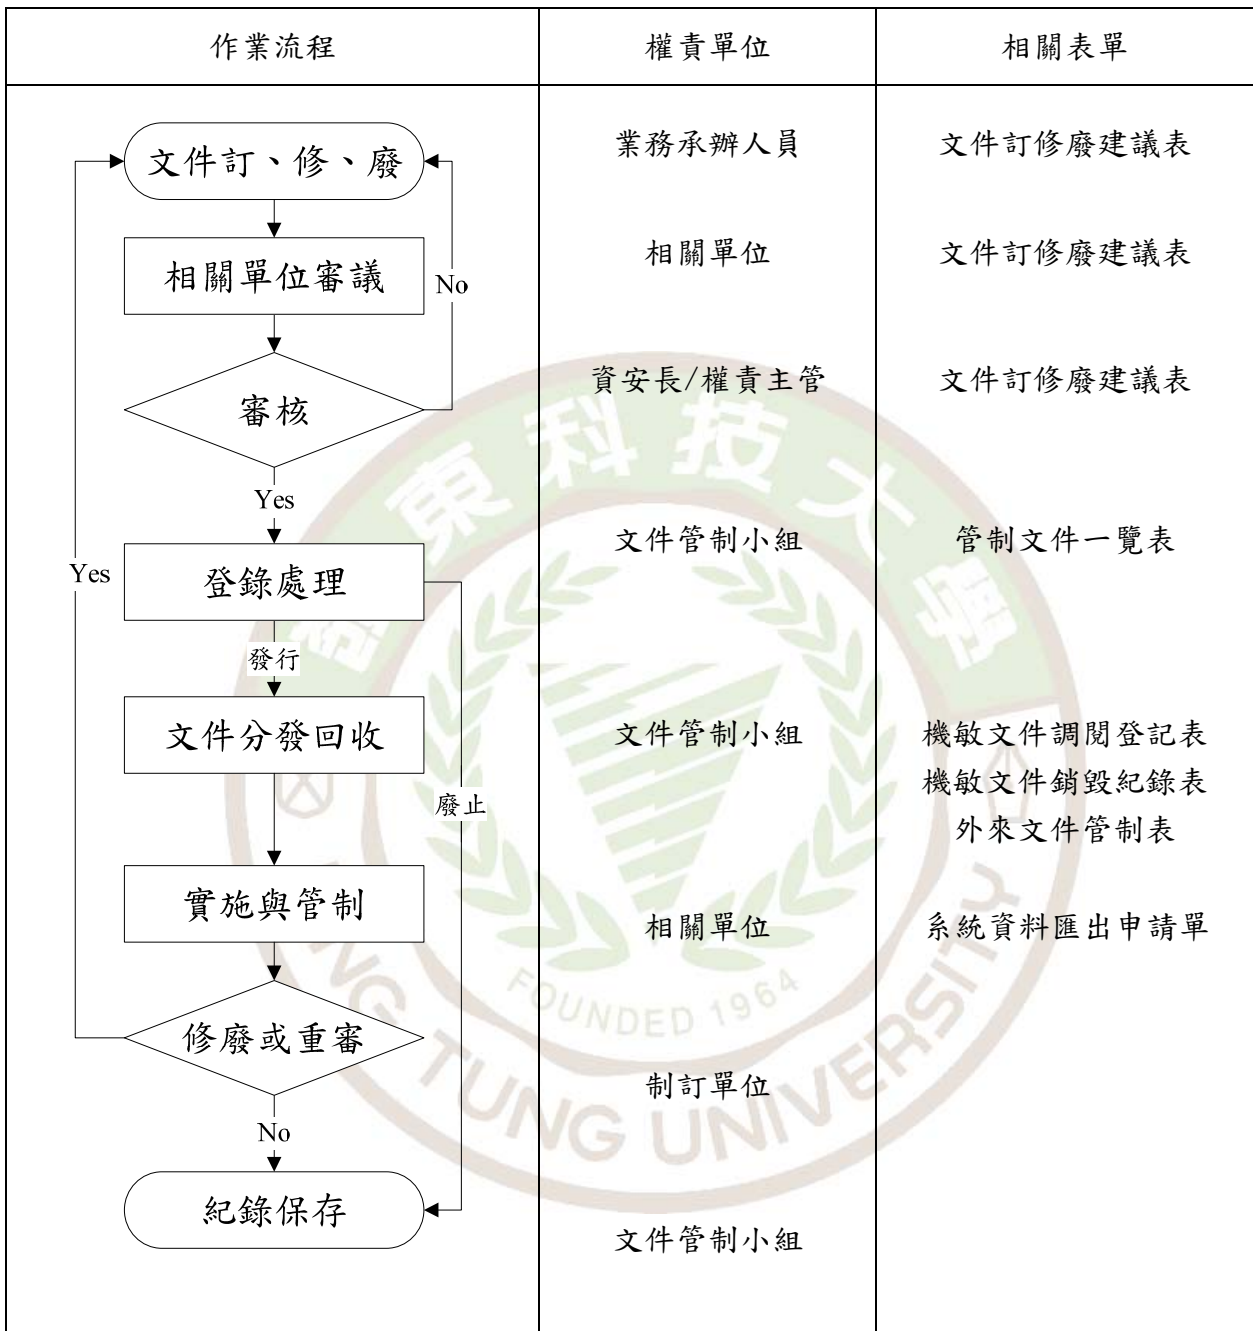 作業流程 權責單位 相關表單
文件訂、修、廢 業務承辦人員 文件訂修廢建議表
相關單位審議 相關單位 文件訂修廢建議表
No
審核 資安長/權責主管 文件訂修廢建議表
Yes
文件管制小組 管制文件一覽表
Yes 登錄處理
發行
文件分發回收 文件管制小組 機敏文件調閱登記表
機敏文件銷毀紀錄表
廢止
外來文件管制表
實施與管制 相關單位 系統資料匯出申請單
修廢或重審
制訂單位
No
紀錄保存
文件管制小組
東科技大學
FOUNDED 1964
TUNG UNIVERSITY